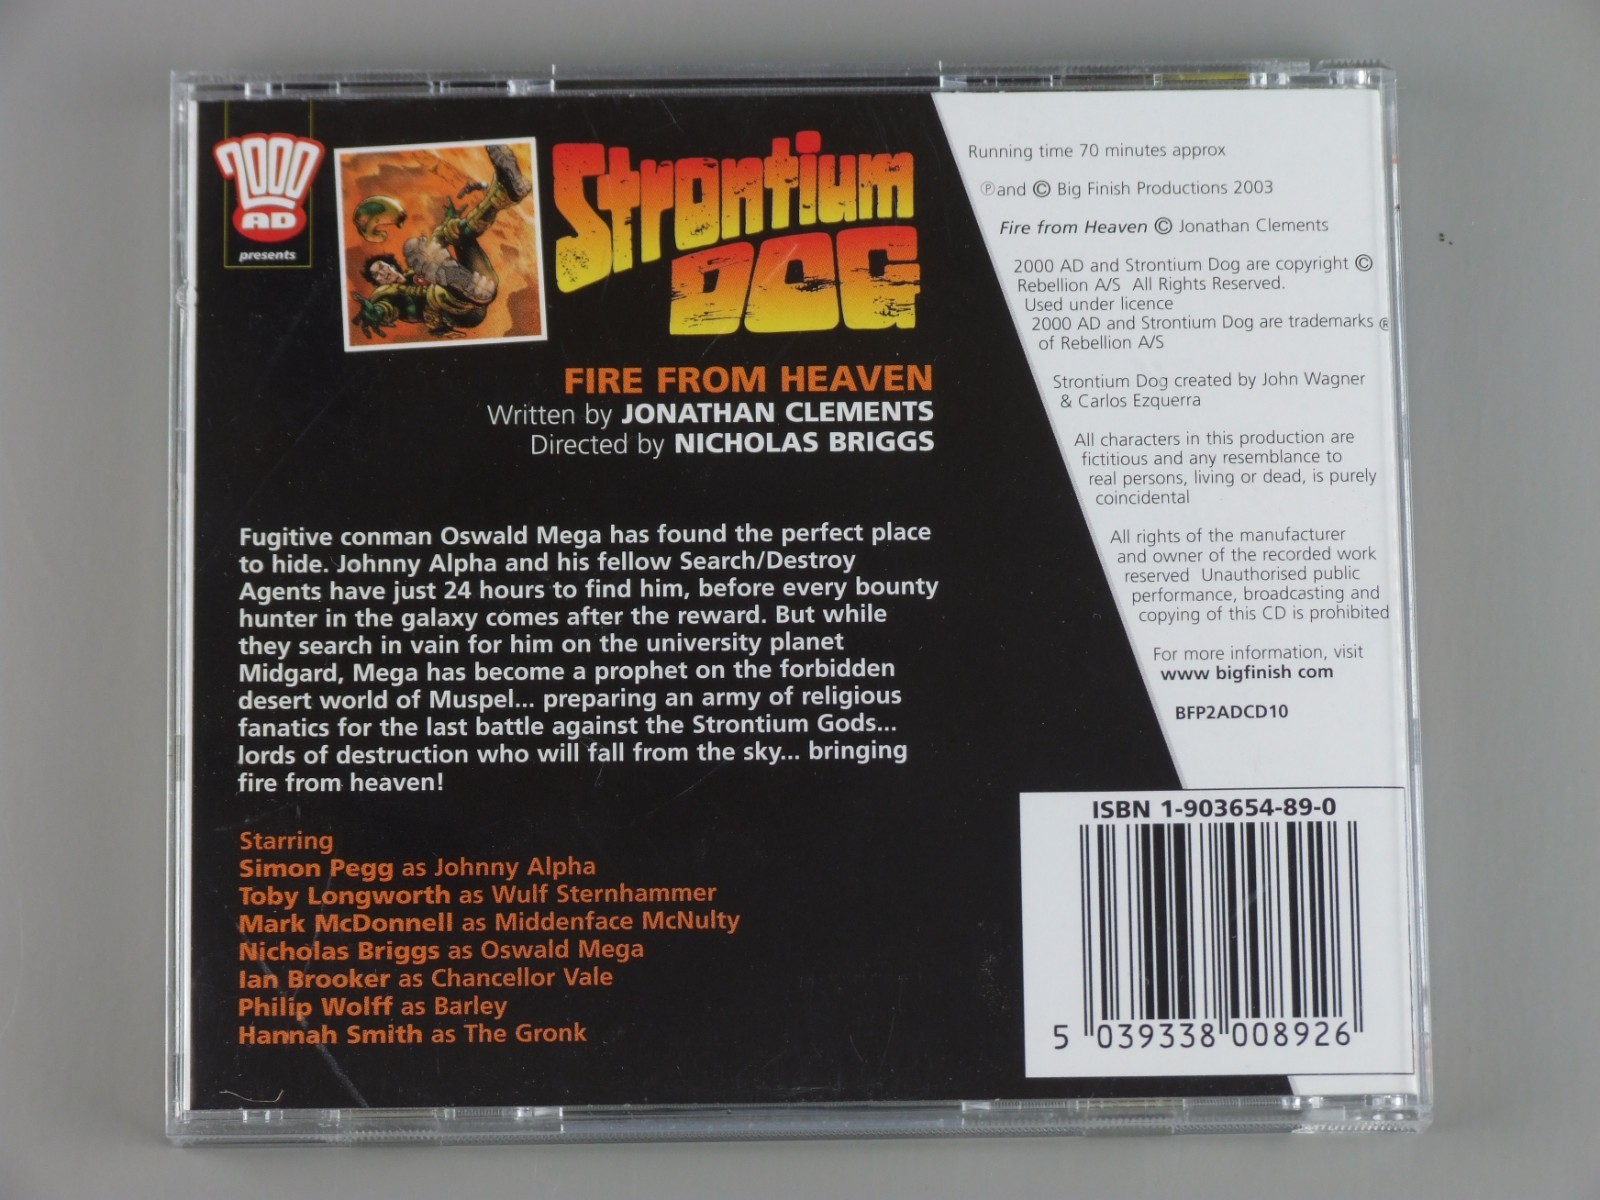 2000
AD
presents
Strontium
DOG
FIRE FROM HEAVEN
Written by JONATHAN CLEMENTS
Directed by NICHOLAS BRIGGS
Fugitive conman Oswald Mega has found the perfect place
to hide. Johnny Alpha and his fellow Search/Destroy
Agents have just 24 hours to find him, before every bounty
hunter in the galaxy comes after the reward. But while
they search in vain for him on the university planet
Midgard, Mega has become a prophet on the forbidden
desert world of Muspel... preparing an army of religious
fanatics for the last battle against the Strontium Gods...
lords of destruction who will fall from the sky... bringing
fire from heaven!
Starring
Simon Pegg as Johnny Alpha
Toby Longworth as Wulf Sternhammer
Mark McDonnell as Middenface McNulty
Nicholas Briggs as Oswald Mega
Ian Brooker as Chancellor Vale
Philip Wolff as Barley
Hannah Smith as The Gronk
Running time 70 minutes approx
℗ and © Big Finish Productions 2003
Fire from Heaven © Jonathan Clements
2000 AD and Strontium Dog are copyright ©
Rebellion A/S All Rights Reserved.
Used under licence
2000 AD and Strontium Dog are trademarks ®
of Rebellion A/S
Strontium Dog created by John Wagner
& Carlos Ezquerra
All characters in this production are
fictitious and any resemblance to
real persons, living or dead, is purely
coincidental
All rights of the manufacturer
and owner of the recorded work
reserved Unauthorised public
performance, broadcasting and
copying of this CD is prohibited
For more information, visit
www bigfinish com
BFP2ADCD10
ISBN 1-903654-89-0
5 039338 008926